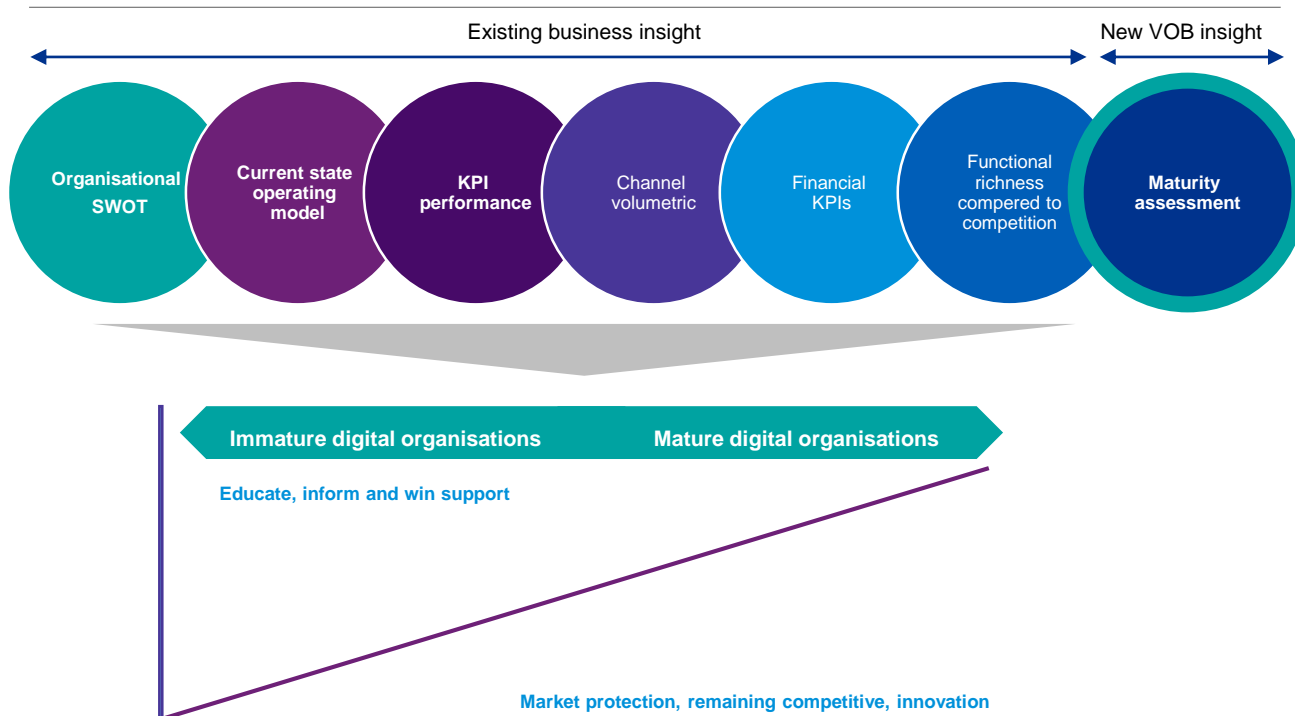 Existing business insight
New VOB insight
Organisational
SWOT
Current state
operating
model
KPI
performance
Channel
volumetric
Financial
KPIs
Functional
richness
compered to
competition
Maturity
assessment
Immature digital organisations
Mature digital organisations
Educate, inform and win support
Market protection, remaining competitive, innovation